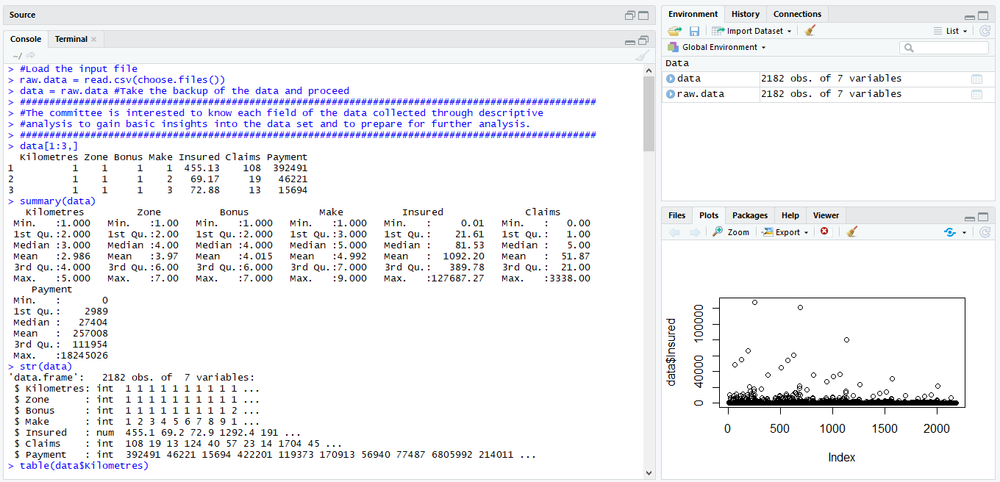 Source
Console Terminal
~/
> #Load the input file
> raw.data = read.csv(choose.files())
> data = raw.data #Take the backup of the data and proceed
> ##################################################################################################
> #The committee is interested to know each field of the data collected through descriptive
> #analysis to gain basic insights into the data set and to prepare for further analysis.
> ##################################################################################################
> data[1:3,]
  Kilometres Zone Bonus Make Insured Claims Payment
1          1    1     1    1  455.13    108  392491
2          1    1     1    2   69.17     19   46221
3          1    1     1    3   72.88     13   15694
> summary(data)
   Kilometres         Zone          Bonus            Make          Insured              Claims
 Min.   :1.000   Min.   :1.00   Min.   :1.000   Min.   :1.000   Min.   :     0.01   Min.   :   0.00
 1st Qu.:2.000   1st Qu.:2.00   1st Qu.:2.000   1st Qu.:3.000   1st Qu.:    21.61   1st Qu.:   1.00
 Median :3.000   Median :4.00   Median :4.000   Median :5.000   Median :    81.53   Median :   5.00
 Mean   :2.986   Mean   :3.97   Mean   :4.015   Mean   :4.992   Mean   :  1092.20   Mean   :  51.87
 3rd Qu.:4.000   3rd Qu.:6.00   3rd Qu.:6.000   3rd Qu.:7.000   3rd Qu.:   389.78   3rd Qu.:  21.00
 Max.   :5.000   Max.   :7.00   Max.   :7.000   Max.   :9.000   Max.   :127687.27   Max.   :3338.00
    Payment
 Min.   :       0
 1st Qu.:    2989
 Median :   27404
 Mean   :  257008
 3rd Qu.:  111954
 Max.   :18245026
> str(data)
'data.frame':   2182 obs. of  7 variables:
 $ Kilometres: int  1 1 1 1 1 1 1 1 1 1 ...
 $ Zone      : int  1 1 1 1 1 1 1 1 1 1 ...
 $ Bonus     : int  1 1 1 1 1 1 1 1 1 2 ...
 $ Make      : int  1 2 3 4 5 6 7 8 9 1 ...
 $ Insured   : num  455.1 69.2 72.9 1292.4 191 ...
 $ Claims    : int  108 19 13 124 40 57 23 14 1704 45 ...
 $ Payment   : int  392491 46221 15694 422201 119373 170913 56940 77487 6805992 214011 ...
> table(data$Kilometres)
Environment History Connections
Import Dataset List
Global Environment
Data
data 2182 obs. of 7 variables
raw.data 2182 obs. of 7 variables
Files Plots Packages Help Viewer
Zoom Export
data$Insured
0 40000 100000
0 500 1000 1500 2000
Index